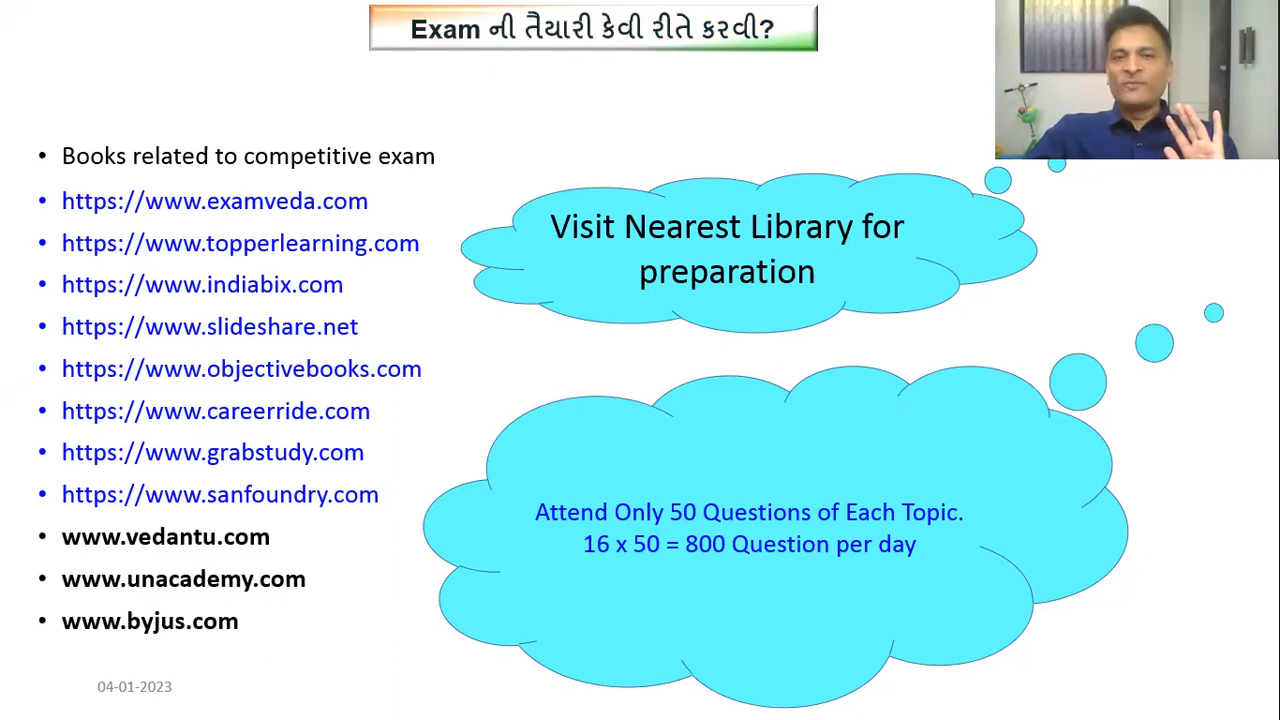 Exam ની તૈયારી કેવી રીતે કરવી?
• Books related to competitive exam
• https://www.examveda.com
• https://www.topperlearning.com
• https://www.indiabix.com
• https://www.slideshare.net
• https://www.objectivebooks.com
• https://www.careerride.com
• https://www.grabstudy.com
• https://www.sanfoundry.com
• www.vedantu.com
• www.unacademy.com
• www.byjus.com
Visit Nearest Library for
preparation
Attend Only 50 Questions of Each Topic.
16 x 50 = 800 Question per day
04-01-2023